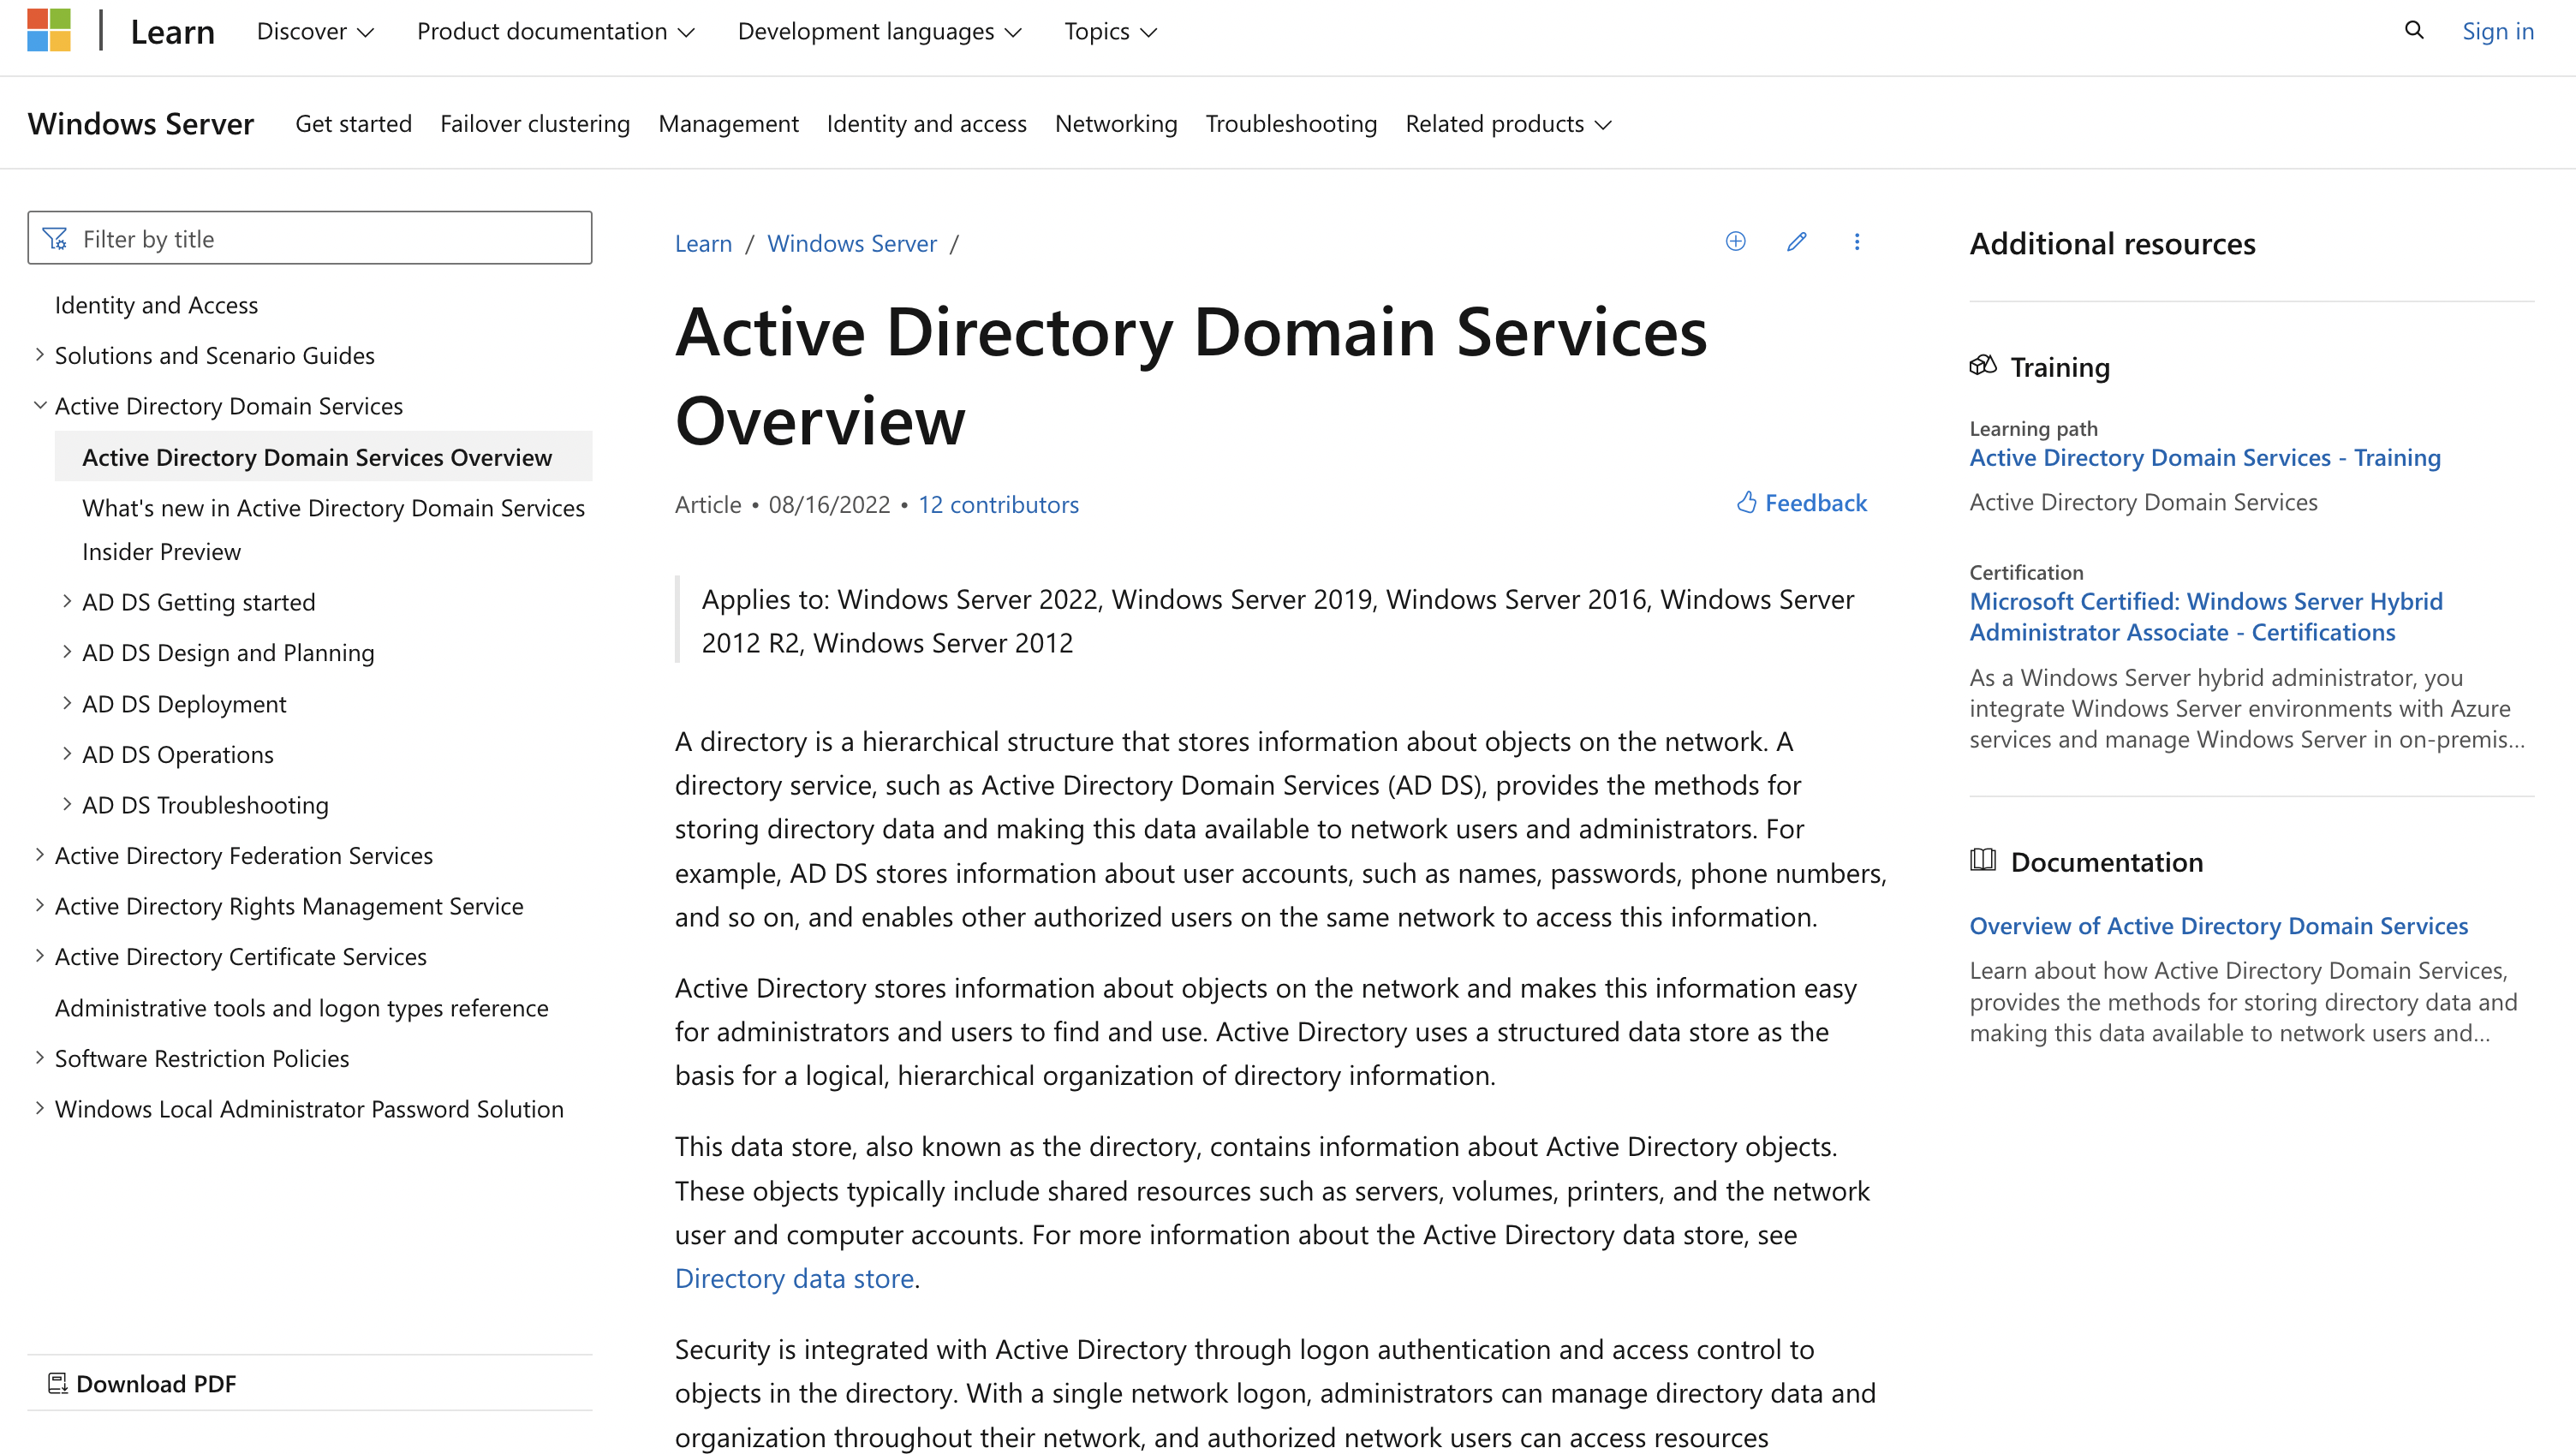 Learn
Discover
Product documentation
Development languages
Topics
Sign in
Windows Server
Get started
Failover clustering
Management
Identity and access
Networking
Troubleshooting
Related products
Filter by title
Identity and Access
Solutions and Scenario Guides
Active Directory Domain Services
Active Directory Domain Services Overview
What's new in Active Directory Domain Services
Insider Preview
AD DS Getting started
AD DS Design and Planning
AD DS Deployment
AD DS Operations
AD DS Troubleshooting
Active Directory Federation Services
Active Directory Rights Management Service
Active Directory Certificate Services
Administrative tools and logon types reference
Software Restriction Policies
Windows Local Administrator Password Solution
Download PDF
Learn / Windows Server /
Active Directory Domain Services
Overview
Article • 08/16/2022 • 12 contributors
Feedback
Applies to: Windows Server 2022, Windows Server 2019, Windows Server 2016, Windows Server
2012 R2, Windows Server 2012
A directory is a hierarchical structure that stores information about objects on the network. A
directory service, such as Active Directory Domain Services (AD DS), provides the methods for
storing directory data and making this data available to network users and administrators. For
example, AD DS stores information about user accounts, such as names, passwords, phone numbers,
and so on, and enables other authorized users on the same network to access this information.
Active Directory stores information about objects on the network and makes this information easy
for administrators and users to find and use. Active Directory uses a structured data store as the
basis for a logical, hierarchical organization of directory information.
This data store, also known as the directory, contains information about Active Directory objects.
These objects typically include shared resources such as servers, volumes, printers, and the network
user and computer accounts. For more information about the Active Directory data store, see
Directory data store.
Security is integrated with Active Directory through logon authentication and access control to
objects in the directory. With a single network logon, administrators can manage directory data and
organization throughout their network, and authorized network users can access resources
Additional resources
Training
Learning path
Active Directory Domain Services - Training
Active Directory Domain Services
Certification
Microsoft Certified: Windows Server Hybrid
Administrator Associate - Certifications
As a Windows Server hybrid administrator, you
integrate Windows Server environments with Azure
services and manage Windows Server in on-premis...
Documentation
Overview of Active Directory Domain Services
Learn about how Active Directory Domain Services,
provides the methods for storing directory data and
making this data available to network users and...